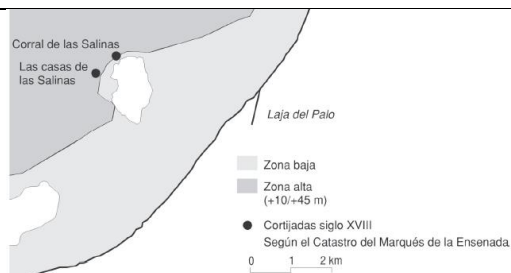 Corral de las Salinas
Las casas de
las Salinas
Laja del Palo
Zona baja
Zona alta
(+10/+45 m)
Cortijadas siglo XVIII
Según el Catastro del Marqués de la Ensenada
0 1 2 km